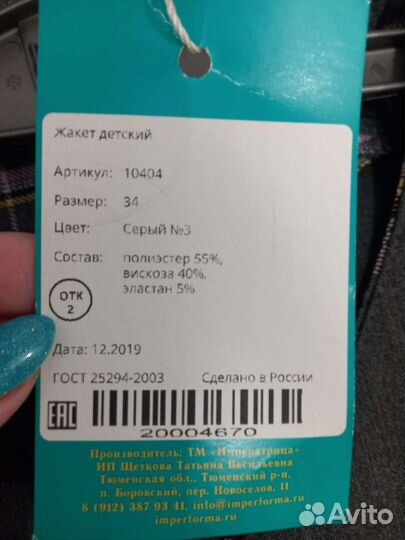 Жакет детский
Артикул: 10404
Размер: 34
Цвет: Серый №3
Состав: полиэстер 55%,
вискоза 40%,
эластан 5%
ОТК
2
Дата: 12.2019
ГОСТ 25294-2003 Сделано в России
EAC
20004670
Производитель: ТМ «Императрица»
ИП Щеткова Татьяна Васильевна
Тюменская обл., Тюменский р-н,
п. Боровский, пер. Новоселов, 11
8 (912) 387 93 41, info@imperforma.ru
imperforma.ru
Avito